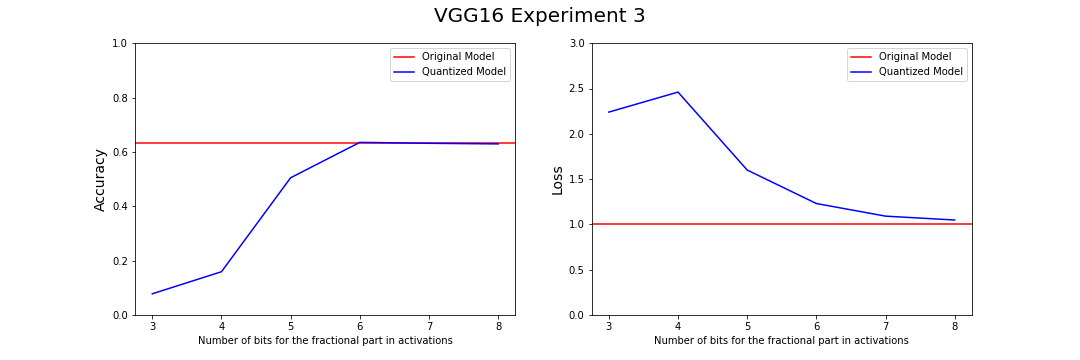 VGG16 Experiment 3
Accuracy
1.0
0.8
0.6
0.4
0.2
0.0
Original Model
Quantized Model
3 4 5 6 7 8
Number of bits for the fractional part in activations
Loss
3.0
2.5
2.0
1.5
1.0
0.5
0.0
Original Model
Quantized Model
3 4 5 6 7 8
Number of bits for the fractional part in activations